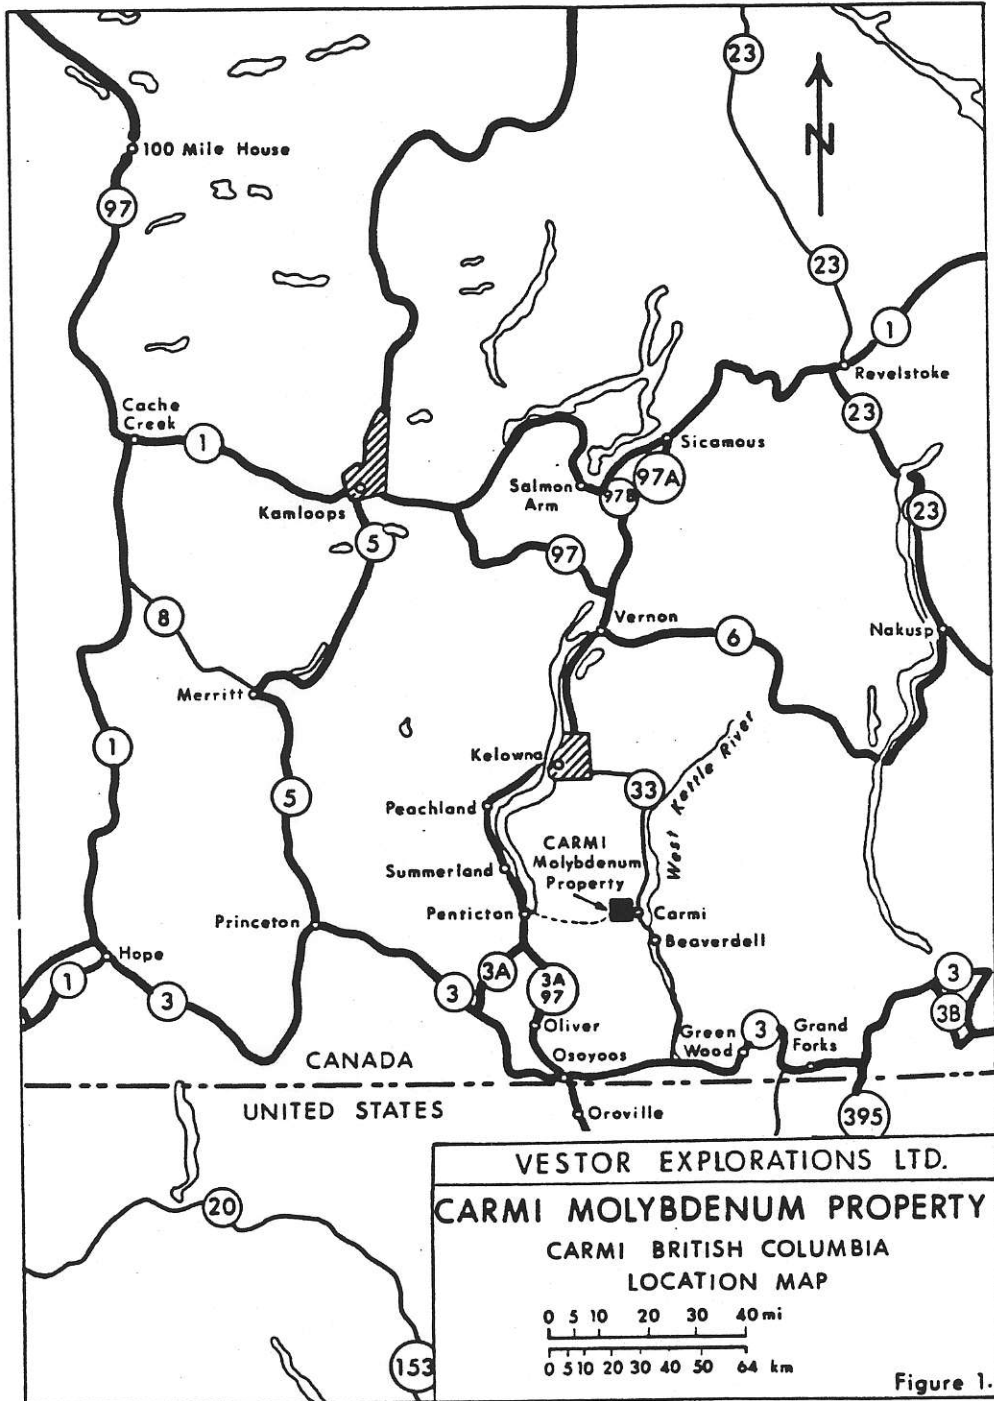 23
N
100 Mile House
97
23
1
Revelstoke
Cache
Creek
1
23
Sicamous
97A
Salmon
Arm
97B
Kamloops
23
5
97
8
Vernon
6
Nakusp
Merritt
1
Kelowna
West Kettle River
5
33
Peachland
CARMI
Molybdenum
Property
Summerland
Penticton
Carmi
Princeton
Beaverdell
Hope
1
3
3
3A
3A
97
3
3B
Oliver
Green
Wood
3
Grand
Forks
Osoyoos
CANADA
UNITED STATES
Oroville
395
VESTOR EXPLORATIONS LTD.
CARMI MOLYBDENUM PROPERTY
CARMI BRITISH COLUMBIA
LOCATION MAP
20
0 5 10 20 30 40 mi
0 5 10 20 30 40 50 64 km
153
Figure 1.